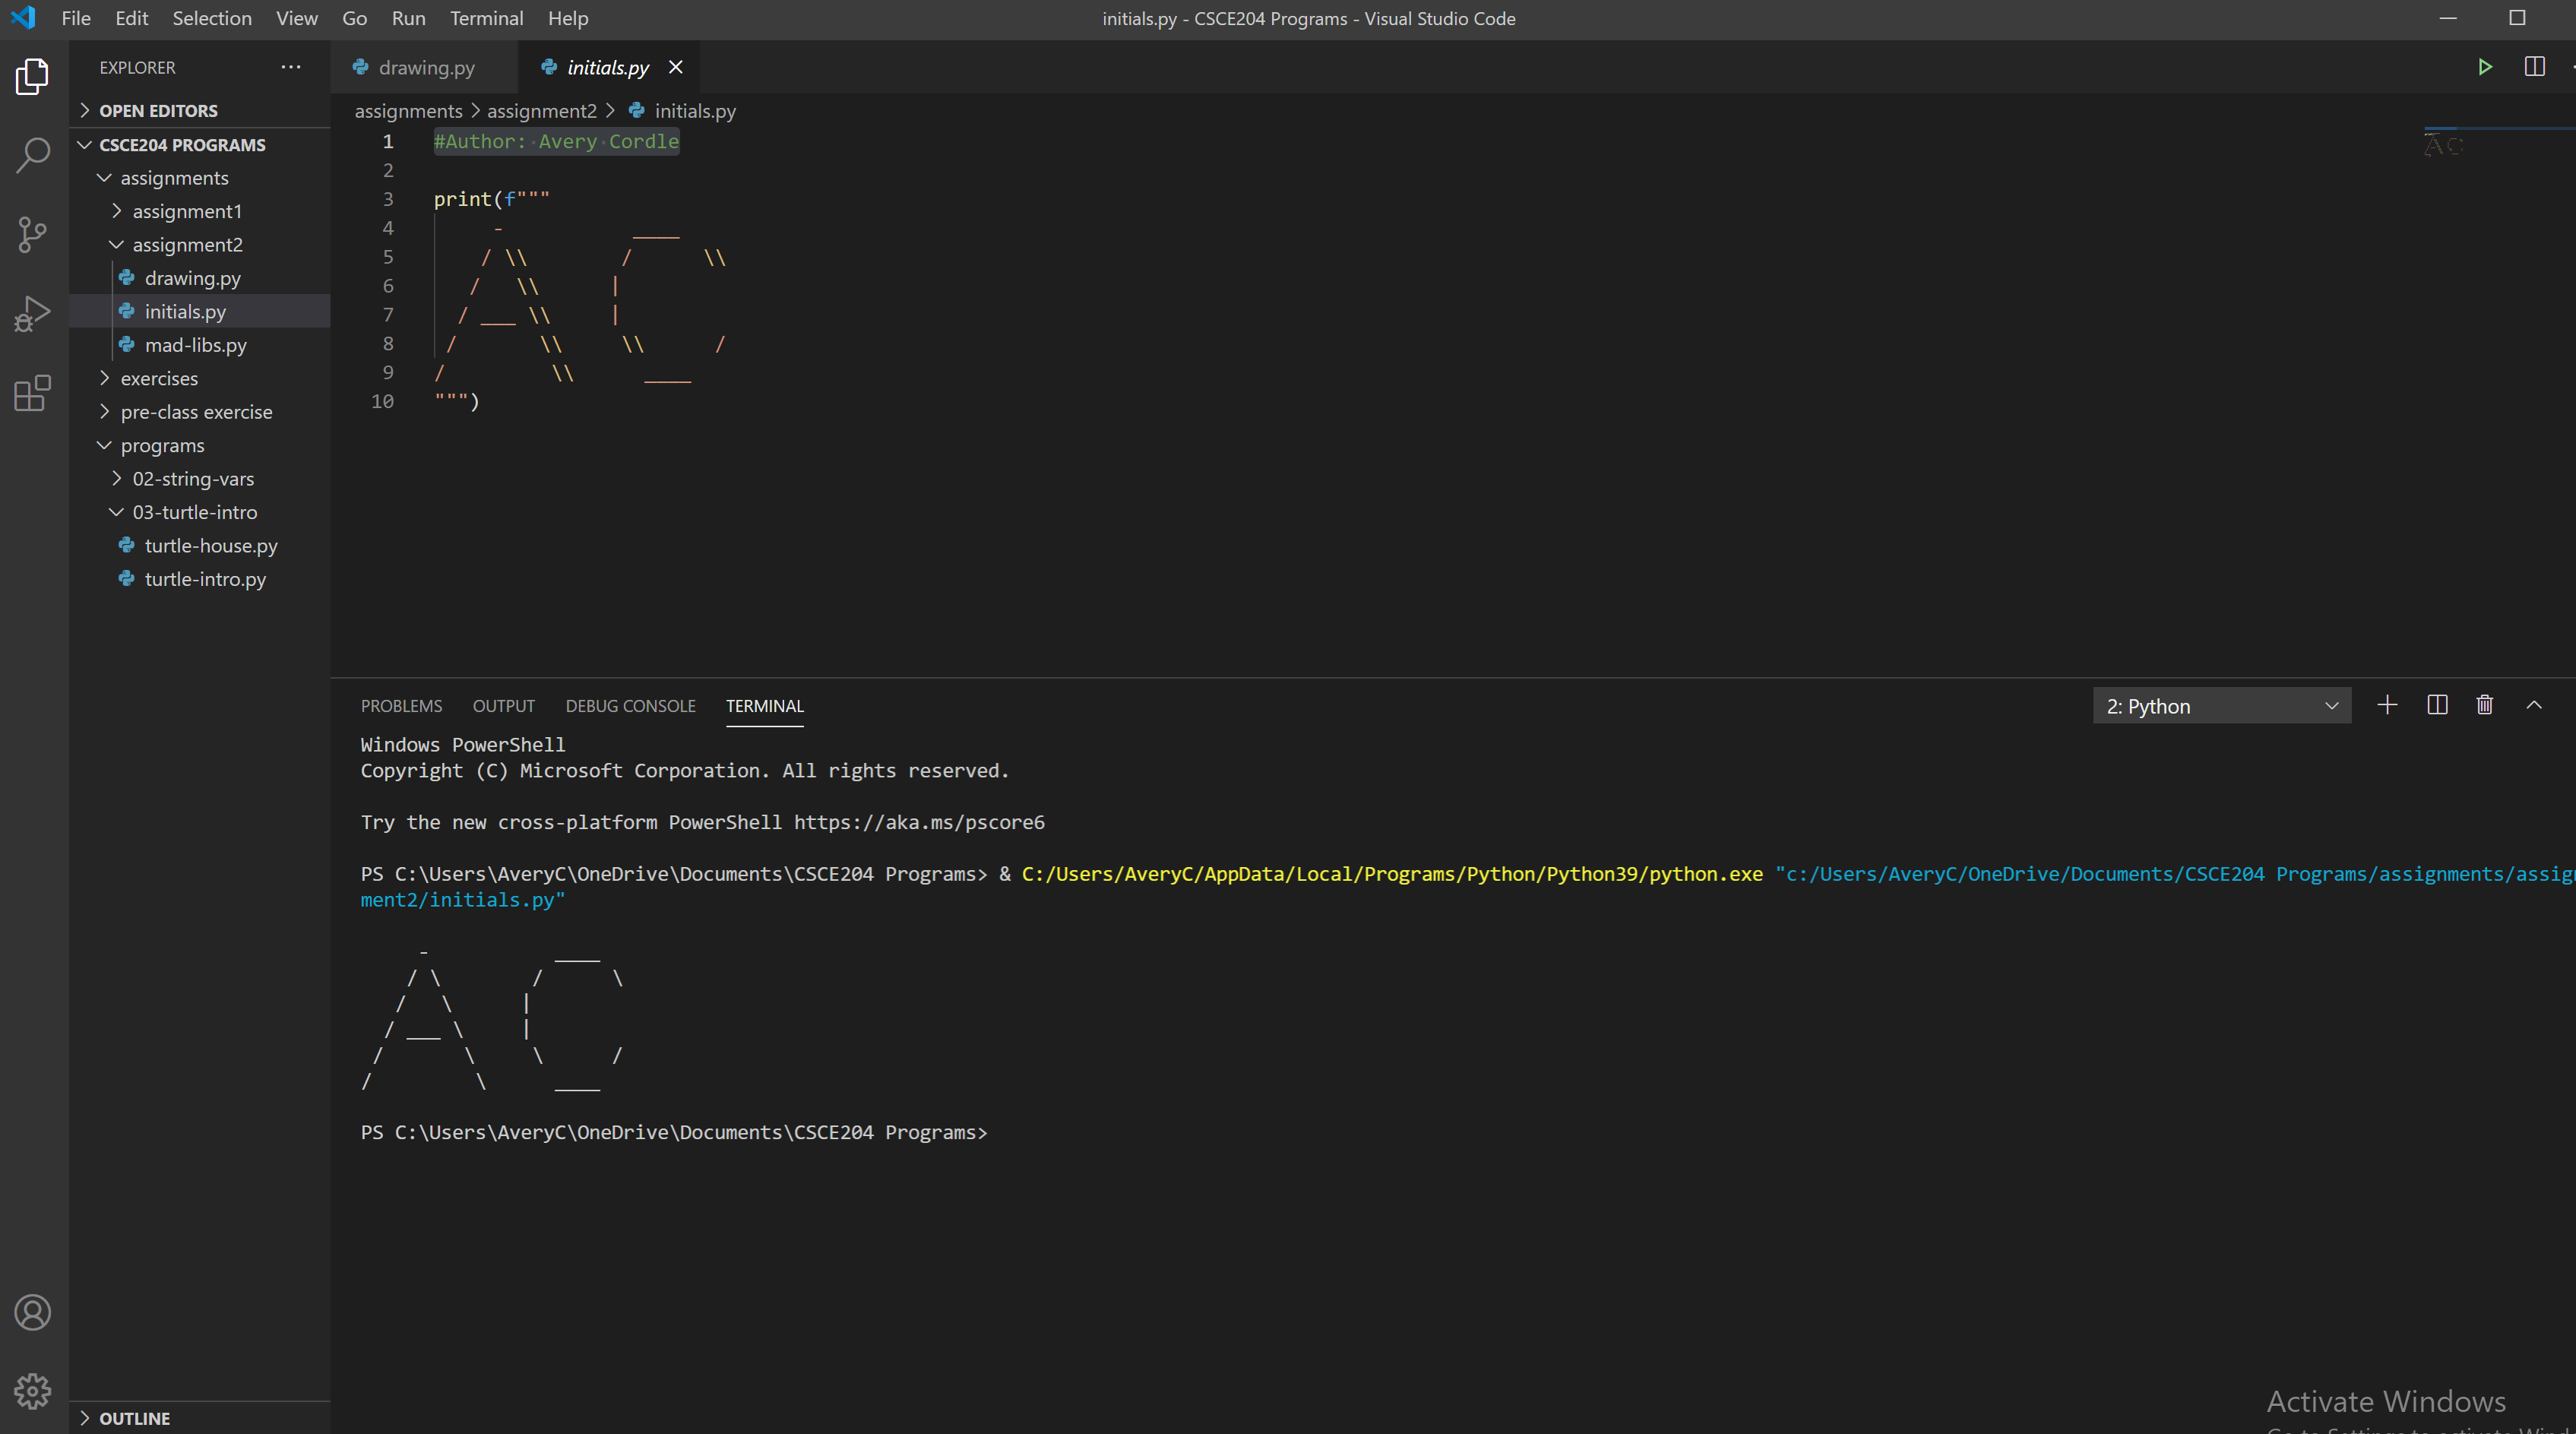 File Edit Selection View Go Run Terminal Help
initials.py - CSCE204 Programs - Visual Studio Code
EXPLORER ...
OPEN EDITORS
CSCE204 PROGRAMS
assignments
assignment1
assignment2
drawing.py
initials.py
mad-libs.py
exercises
pre-class exercise
programs
02-string-vars
03-turtle-intro
turtle-house.py
turtle-intro.py
OUTLINE
drawing.py initials.py
assignments > assignment2 > initials.py
1 #Author: Avery Cordle
2
3 print(f"""
4      -           ____
5     / \\        /      \\
6    /   \\      |
7   / ___ \\     |
8  /       \\     \\      /
9 /         \\      ____
10 """)
PROBLEMS OUTPUT DEBUG CONSOLE TERMINAL
2: Python
Windows PowerShell
Copyright (C) Microsoft Corporation. All rights reserved.
Try the new cross-platform PowerShell https://aka.ms/pscore6
PS C:\Users\AveryC\OneDrive\Documents\CSCE204 Programs> & C:/Users/AveryC/AppData/Local/Programs/Python/Python39/python.exe "c:/Users/AveryC/OneDrive/Documents/CSCE204 Programs/assignments/assig
ment2/initials.py"
     -           ____
    / \        /      \
   /   \      |
  / ___ \     |
 /       \     \      /
/         \      ____
PS C:\Users\AveryC\OneDrive\Documents\CSCE204 Programs>
Activate Windows